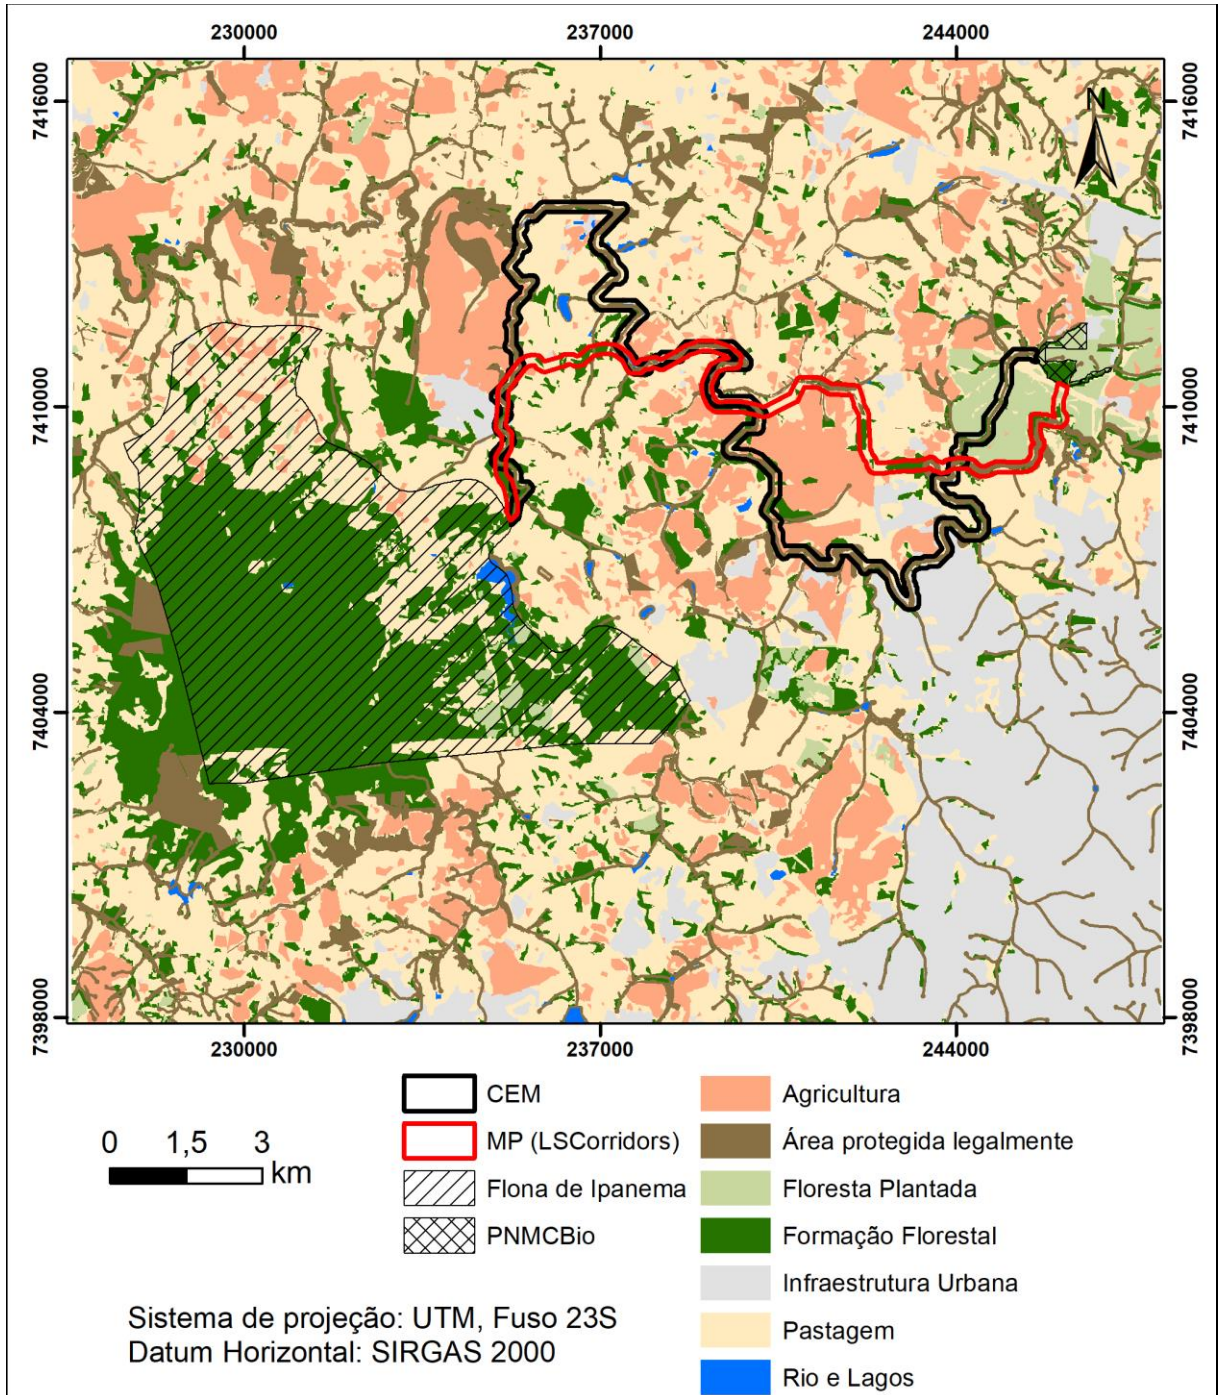 230000 237000 244000
7416000 7416000
N
7410000 7410000
7404000 7404000
7398000 7398000
230000 237000 244000
CEM
MP (LSCorridors)
Flona de Ipanema
PNMCBio
Agricultura
Área protegida legalmente
Floresta Plantada
Formação Florestal
Infraestrutura Urbana
Pastagem
Rio e Lagos
0 1,5 3
km
Sistema de projeção: UTM, Fuso 23S
Datum Horizontal: SIRGAS 2000